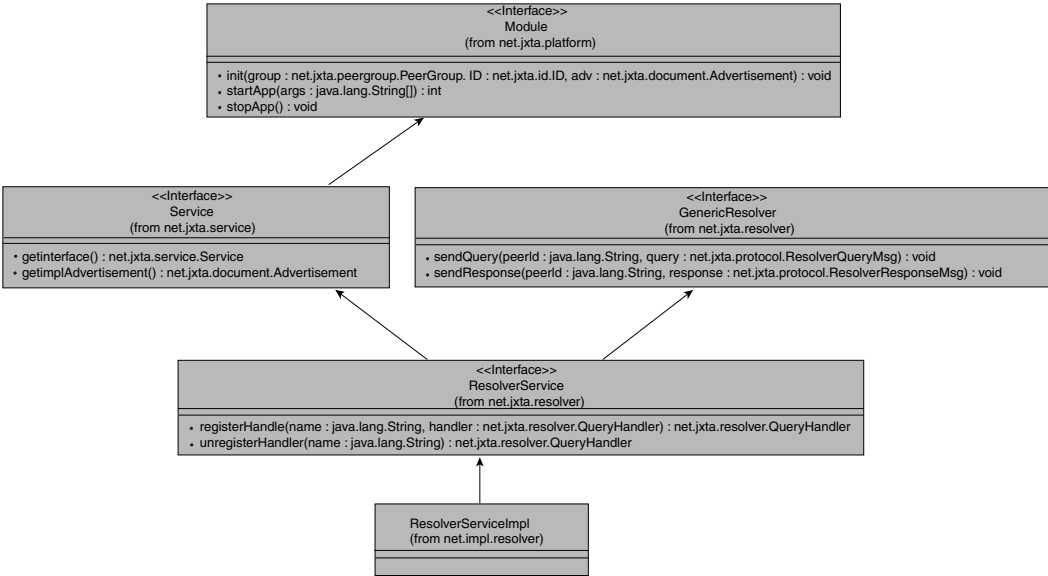 <<Interface>>
Module
(from net.jxta.platform)
• init(group : net.jxta.peergroup.PeerGroup. ID : net.jxta.id.ID, adv : net.jxta.document.Advertisement) : void
• startApp(args : java.lang.String[]) : int
• stopApp() : void
<<Interface>>
Service
(from net.jxta.service)
• getinterface() : net.jxta.service.Service
• getimplAdvertisement() : net.jxta.document.Advertisement
<<Interface>>
GenericResolver
(from net.jxta.resolver)
• sendQuery(peerId : java.lang.String, query : net.jxta.protocol.ResolverQueryMsg) : void
• sendResponse(peerId : java.lang.String, response : net.jxta.protocol.ResolverResponseMsg) : void
<<Interface>>
ResolverService
(from net.jxta.resolver)
• registerHandle(name : java.lang.String, handler : net.jxta.resolver.QueryHandler) : net.jxta.resolver.QueryHandler
• unregisterHandler(name : java.lang.String) : net.jxta.resolver.QueryHandler
ResolverServiceImpl
(from net.impl.resolver)